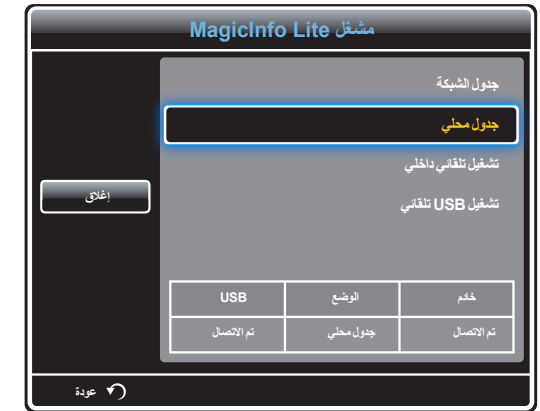 مشغل MagicInfo Lite
جدول الشبكة
جدول محلي
تشغيل تلقائي داخلي
تشغيل USB تلقائي
إغلاق
خادم الوضع USB
تم الاتصال جدول محلي تم الاتصال
عودة